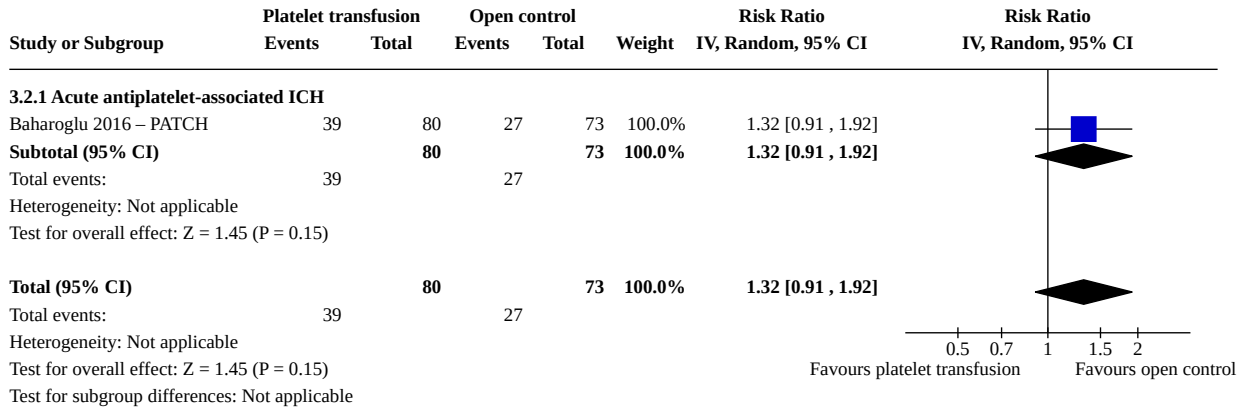 Platelet transfusion Open control Risk Ratio Risk Ratio
Study or Subgroup Events Total Events Total Weight IV, Random, 95% CI IV, Random, 95% CI
3.2.1 Acute antiplatelet-associated ICH
Baharoglu 2016 – PATCH 39 80 27 73 100.0% 1.32 [0.91 , 1.92]
Subtotal (95% CI) 80 73 100.0% 1.32 [0.91 , 1.92]
Total events: 39 27
Heterogeneity: Not applicable
Test for overall effect: Z = 1.45 (P = 0.15)
Total (95% CI) 80 73 100.0% 1.32 [0.91 , 1.92]
Total events: 39 27
Heterogeneity: Not applicable
0.5 0.7 1 1.5 2
Test for overall effect: Z = 1.45 (P = 0.15) Favours platelet transfusion Favours open control
Test for subgroup differences: Not applicable